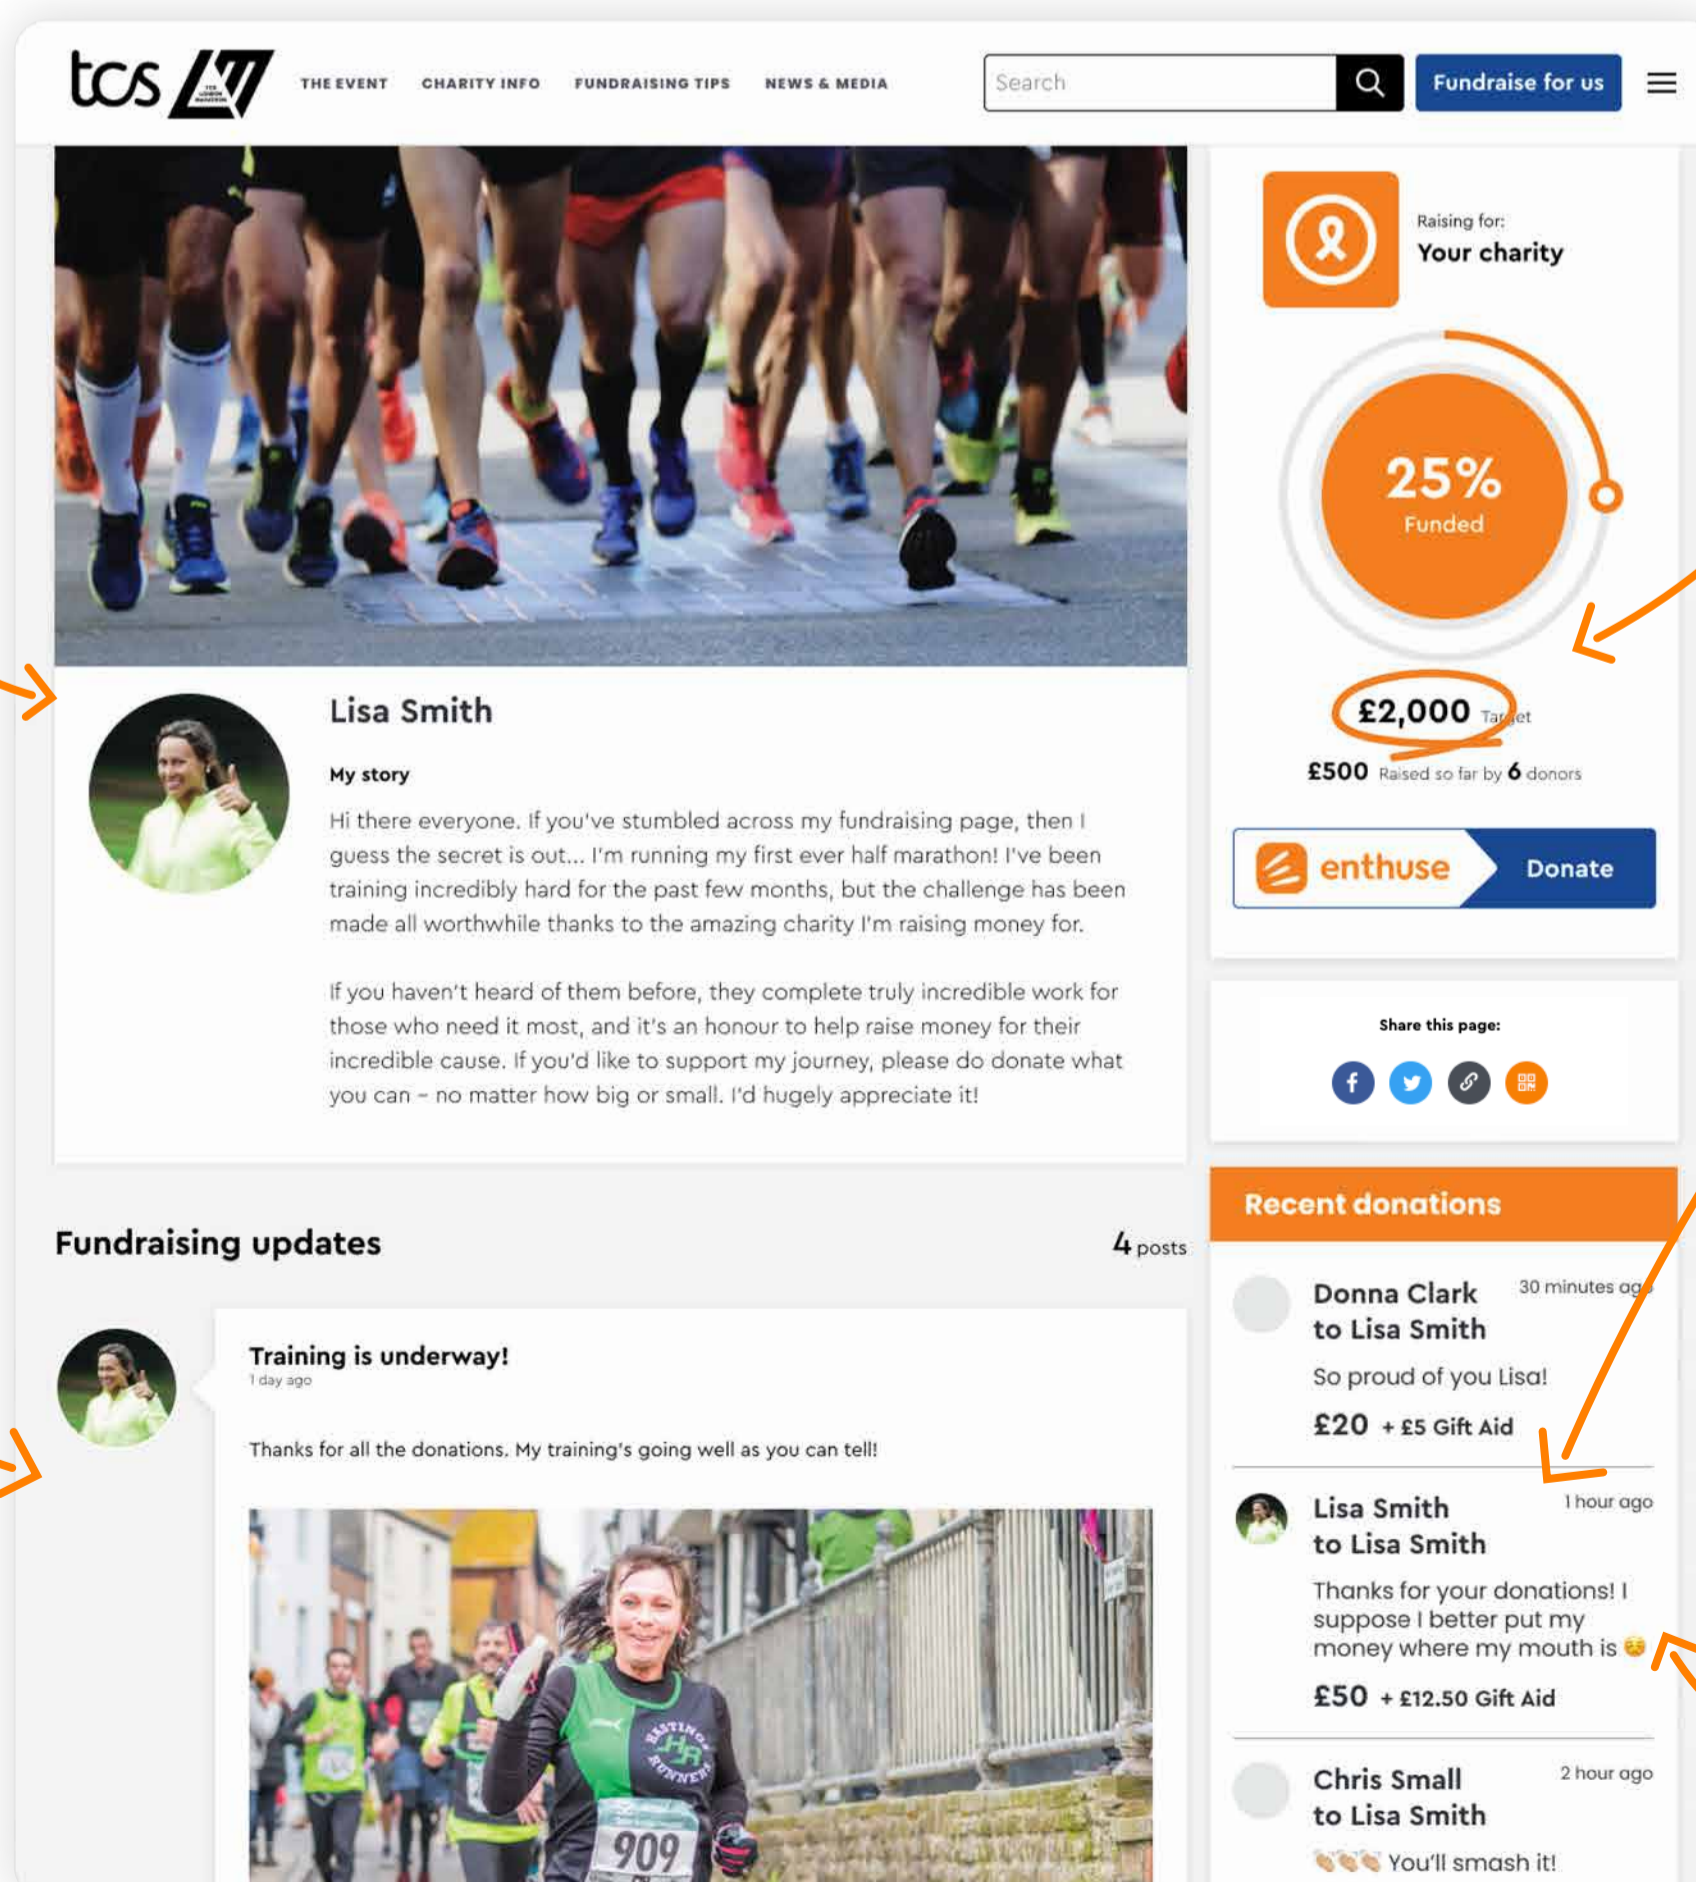 tcs
TCS
LONDON
MARATHON
THE EVENT
CHARITY INFO
FUNDRAISING TIPS
NEWS & MEDIA
Search
Fundraise for us
Raising for:
Your charity
25%
Funded
£2,000 Target
£500 Raised so far by 6 donors
enthuse
Donate
Lisa Smith
My story
Hi there everyone. If you've stumbled across my fundraising page, then I
guess the secret is out... I'm running my first ever half marathon! I've been
training incredibly hard for the past few months, but the challenge has been
made all worthwhile thanks to the amazing charity I'm raising money for.
If you haven't heard of them before, they complete truly incredible work for
those who need it most, and it's an honour to help raise money for their
incredible cause. If you'd like to support my journey, please do donate what
you can – no matter how big or small. I'd hugely appreciate it!
Share this page:
Fundraising updates
4 posts
Training is underway!
1 day ago
Thanks for all the donations. My training's going well as you can tell!
HASTINGS
HR
RUNNERS
909
Recent donations
Donna Clark
to Lisa Smith
30 minutes ago
So proud of you Lisa!
£20 + £5 Gift Aid
Lisa Smith
to Lisa Smith
1 hour ago
Thanks for your donations! I
suppose I better put my
money where my mouth is 😅
£50 + £12.50 Gift Aid
Chris Small
to Lisa Smith
2 hour ago
👏🏼👏🏼👏🏼 You'll smash it!